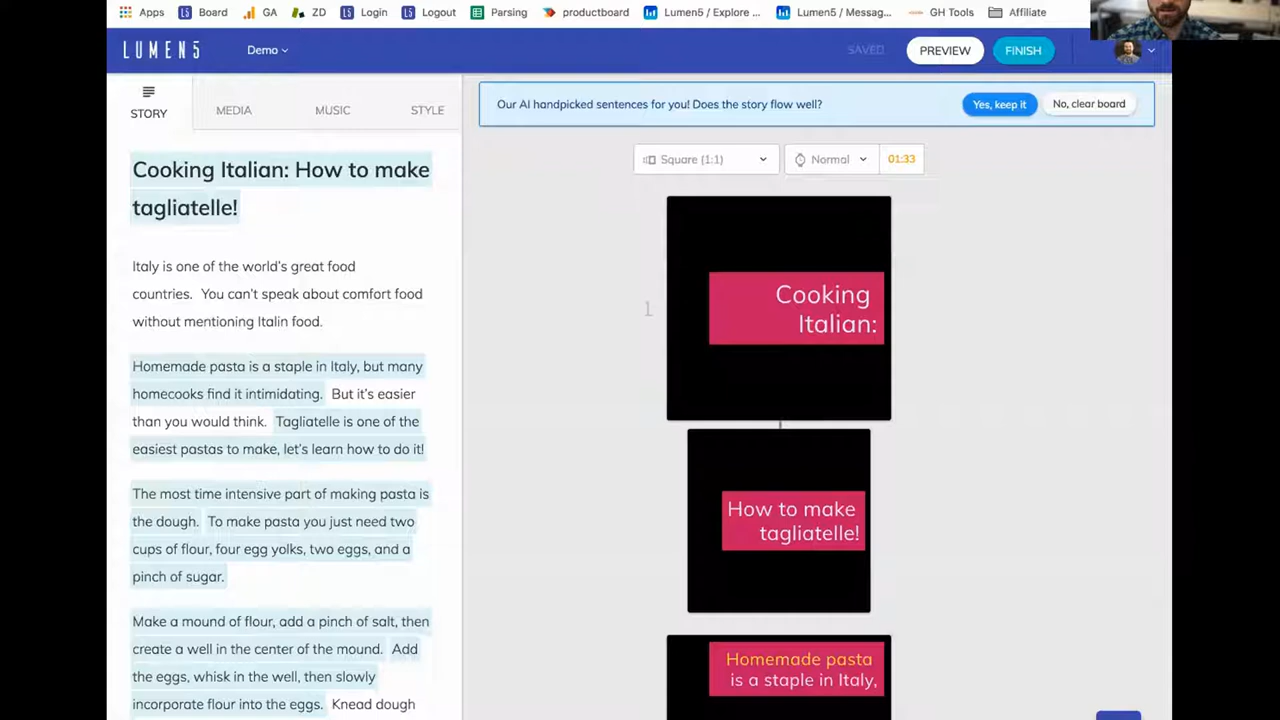 Apps Board GA ZD Login Logout Parsing productboard Lumen5 / Explore ... Lumen5 / Messag... GH Tools Affiliate
LUMEN5 Demo SAVED PREVIEW FINISH
STORY MEDIA MUSIC STYLE
Our AI handpicked sentences for you! Does the story flow well? Yes, keep it No, clear board
Square (1:1) Normal 01:33
Cooking Italian: How to make
tagliatelle!
Italy is one of the world's great food
countries. You can't speak about comfort food
without mentioning Italin food.
Homemade pasta is a staple in Italy, but many
homecooks find it intimidating. But it's easier
than you would think. Tagliatelle is one of the
easiest pastas to make, let's learn how to do it!
The most time intensive part of making pasta is
the dough. To make pasta you just need two
cups of flour, four egg yolks, two eggs, and a
pinch of sugar.
Make a mound of flour, add a pinch of salt, then
create a well in the center of the mound. Add
the eggs, whisk in the well, then slowly
incorporate flour into the eggs. Knead dough
1
Cooking
Italian:
How to make
tagliatelle!
Homemade pasta
is a staple in Italy,